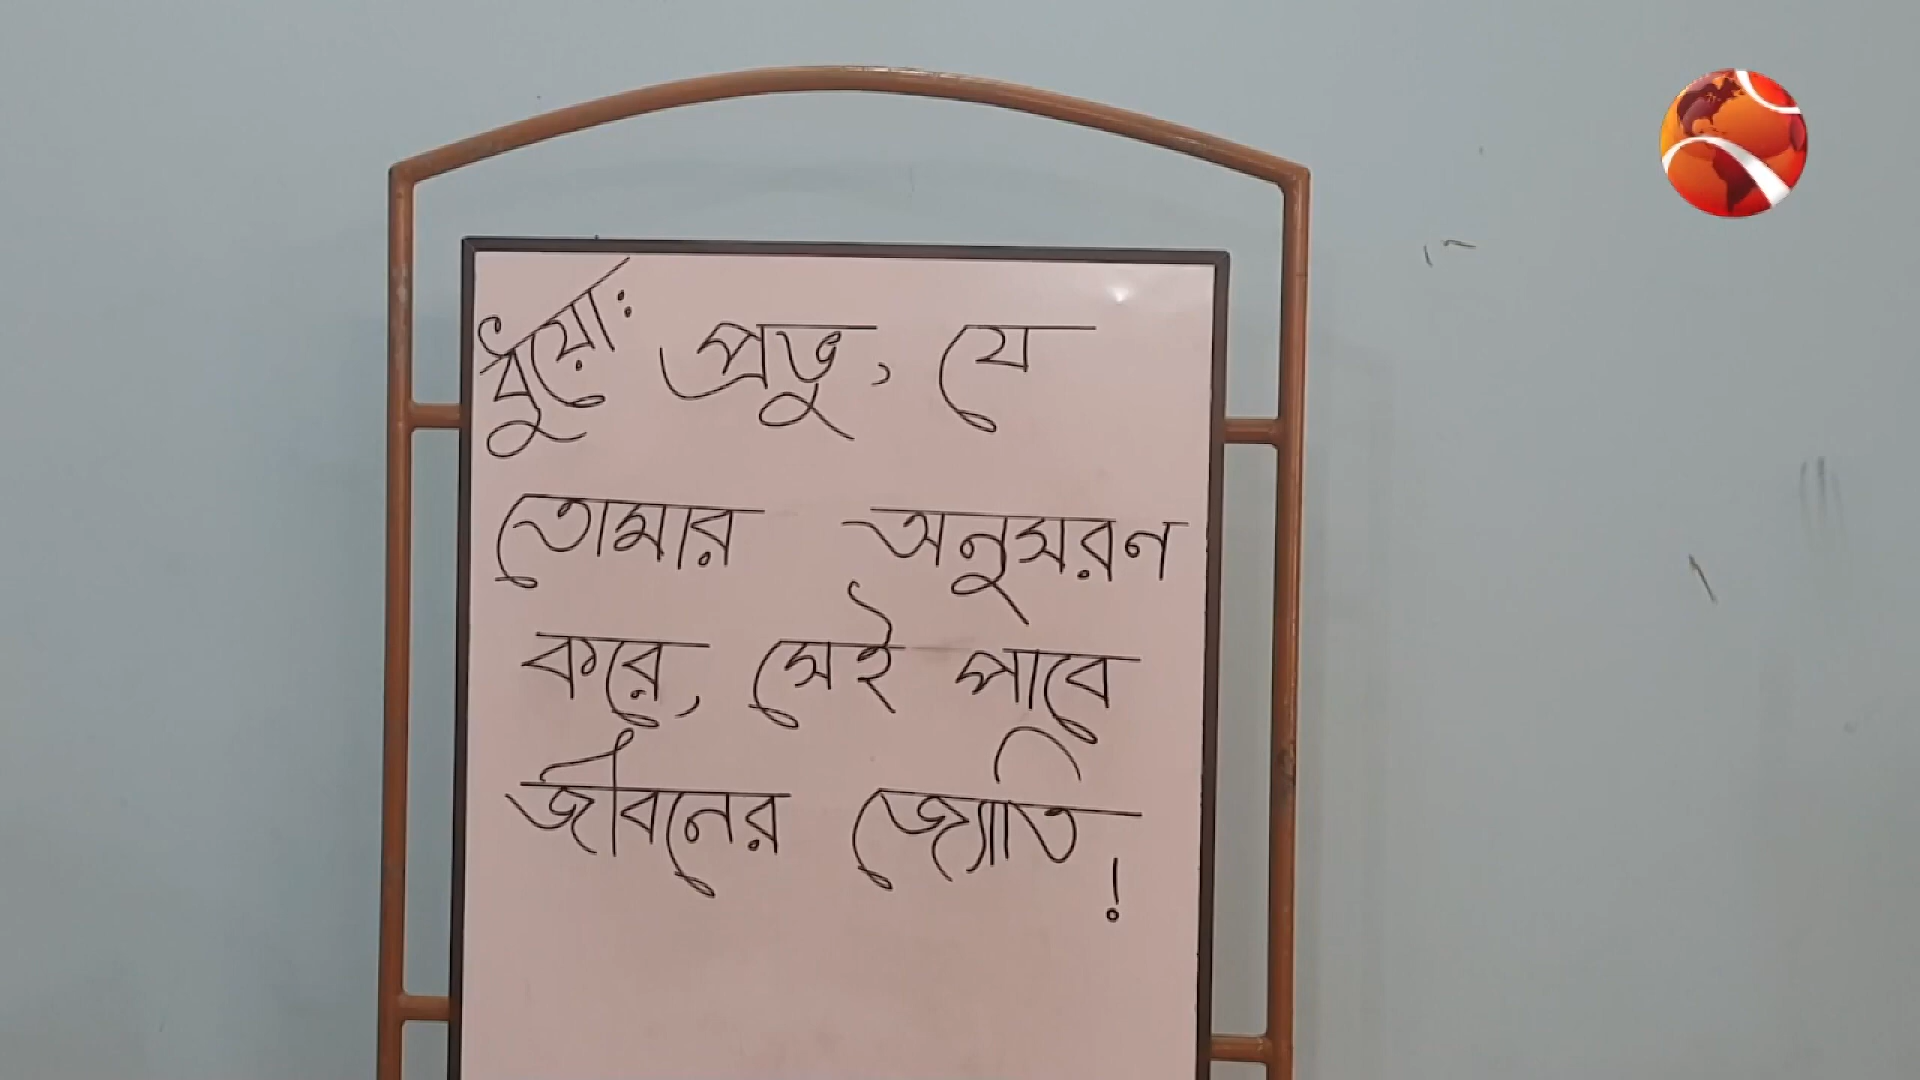 ধুয়ো: প্রভু, যে
তোমার অনুসরণ
করে, সেই পাবে
জীবনের জ্যোতি!